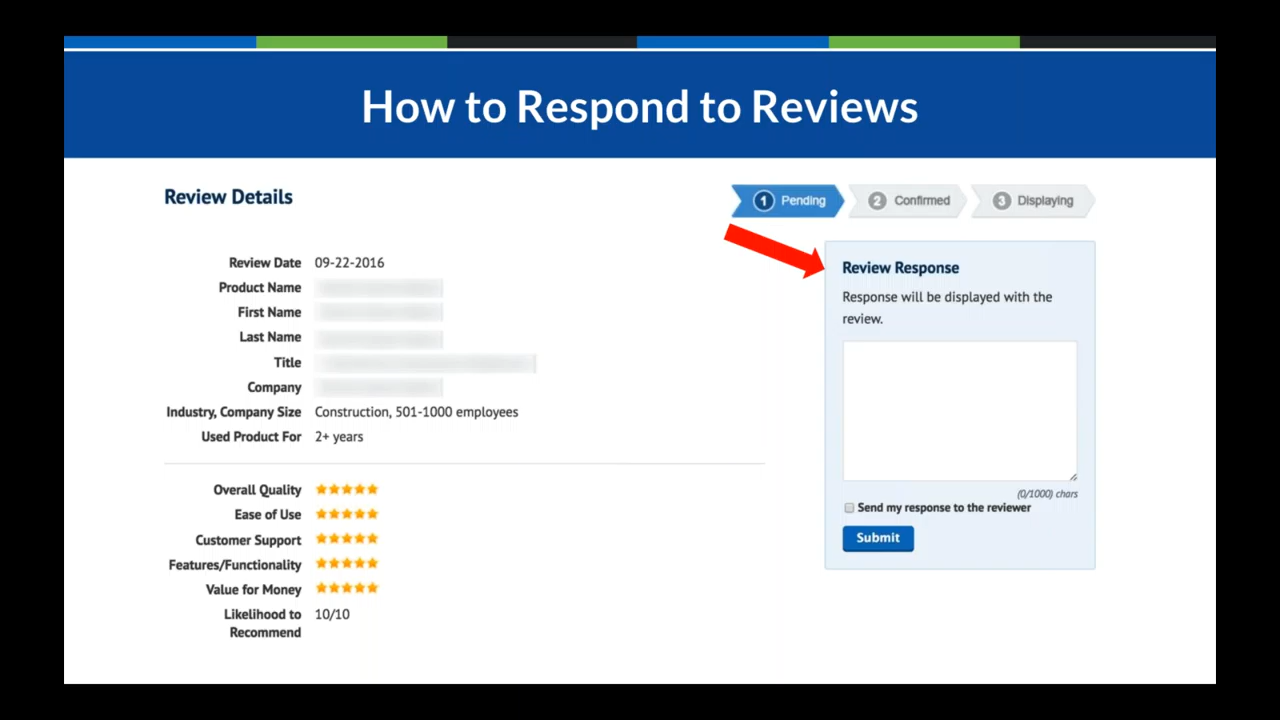 How to Respond to Reviews
Review Details
1 Pending
2 Confirmed
3 Displaying
Review Date 09-22-2016
Product Name
First Name
Last Name
Title
Company
Industry, Company Size Construction, 501-1000 employees
Used Product For 2+ years
Overall Quality
Ease of Use
Customer Support
Features/Functionality
Value for Money
Likelihood to 10/10
Recommend
Review Response
Response will be displayed with the
review.
(0/1000) chars
Send my response to the reviewer
Submit